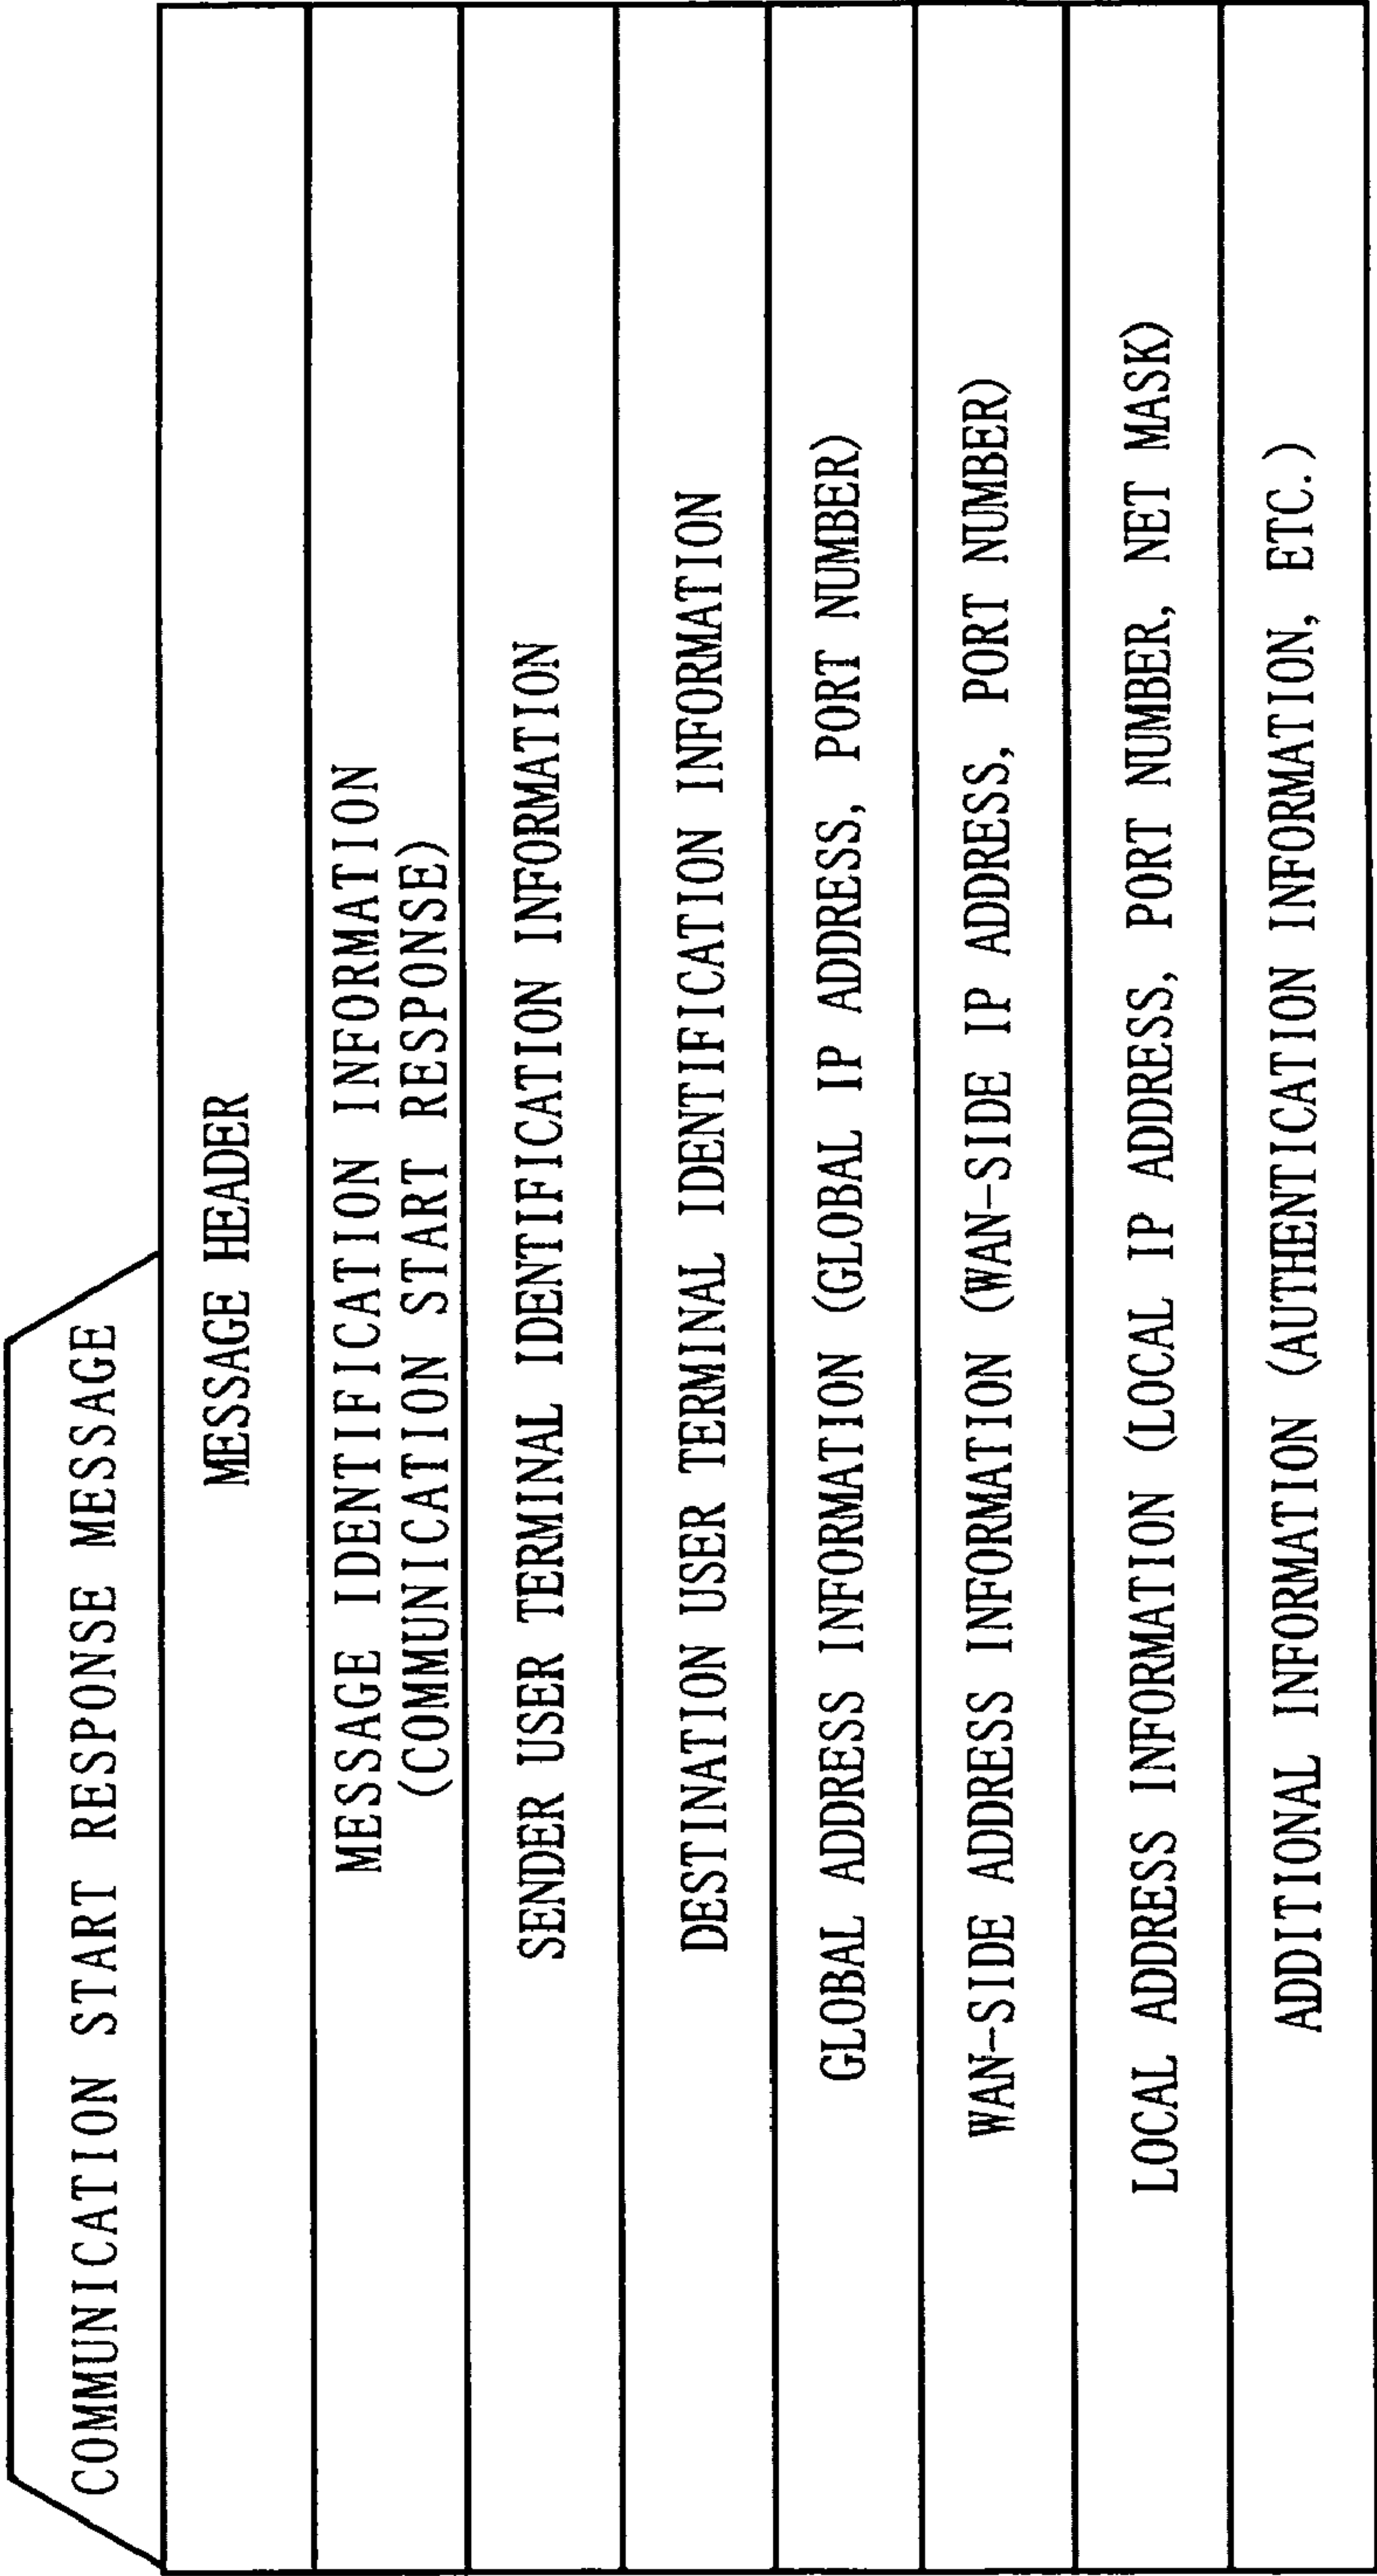 COMMUNICATION START RESPONSE MESSAGE
MESSAGE HEADER
MESSAGE IDENTIFICATION INFORMATION
(COMMUNICATION START RESPONSE)
SENDER USER TERMINAL IDENTIFICATION INFORMATION
DESTINATION USER TERMINAL IDENTIFICATION INFORMATION
GLOBAL ADDRESS INFORMATION (GLOBAL IP ADDRESS, PORT NUMBER)
WAN-SIDE ADDRESS INFORMATION (WAN-SIDE IP ADDRESS, PORT NUMBER)
LOCAL ADDRESS INFORMATION (LOCAL IP ADDRESS, PORT NUMBER, NET MASK)
ADDITIONAL INFORMATION (AUTHENTICATION INFORMATION, ETC.)